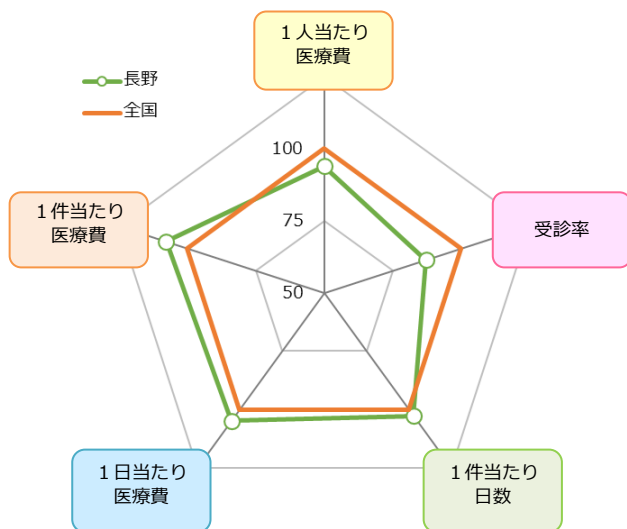 １人当たり
医療費
長野
全国
100
75
50
１件当たり
医療費
受診率
１日当たり
医療費
１件当たり
日数